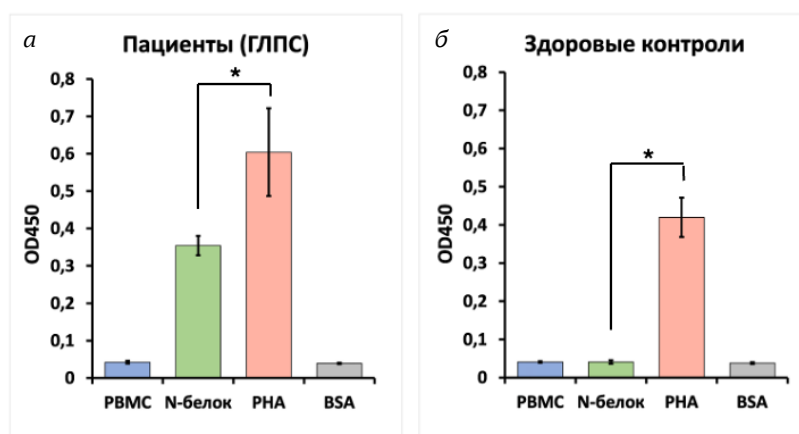 а
Пациенты (ГЛПС)
0,8
0,7
0,6
0,5
0,4
0,3
0,2
0,1
0
OD450
*
PBMC N-белок PHA BSA
б
Здоровые контроли
0,8
0,7
0,6
0,5
0,4
0,3
0,2
0,1
0
OD450
*
PBMC N-белок PHA BSA